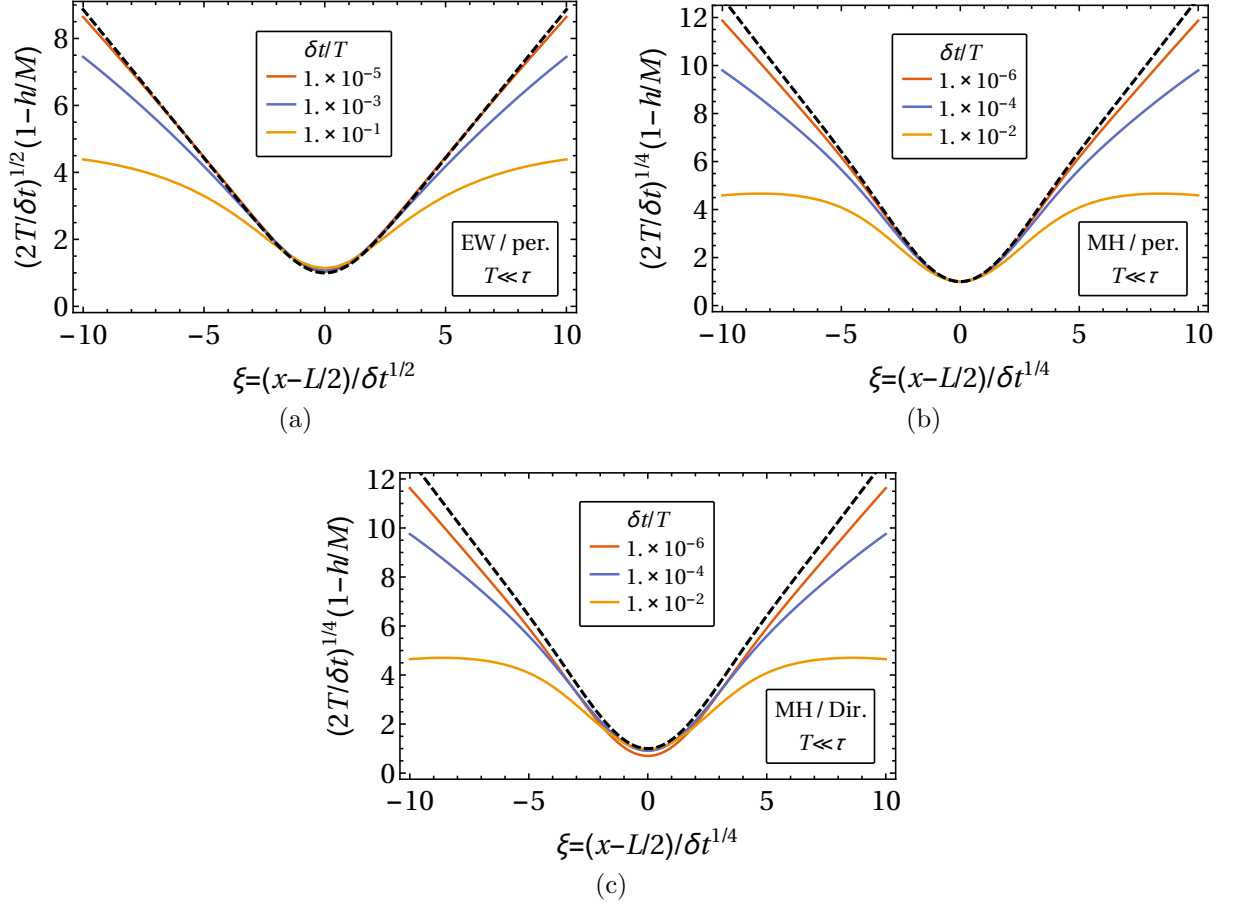 (2T/δt)^{1/2}(1−h/M)
8
6
4
2
0
δt/T
1.×10⁻⁵
1.×10⁻³
1.×10⁻¹
EW / per.
T≪τ
−10 −5 0 5 10
ξ=(x−L/2)/δt^{1/2}
(a)
(2T/δt)^{1/4}(1−h/M)
12
10
8
6
4
2
0
δt/T
1.×10⁻⁶
1.×10⁻⁴
1.×10⁻²
MH / per.
T≪τ
−10 −5 0 5 10
ξ=(x−L/2)/δt^{1/4}
(b)
(2T/δt)^{1/4}(1−h/M)
12
10
8
6
4
2
0
δt/T
1.×10⁻⁶
1.×10⁻⁴
1.×10⁻²
MH / Dir.
T≪τ
−10 −5 0 5 10
ξ=(x−L/2)/δt^{1/4}
(c)